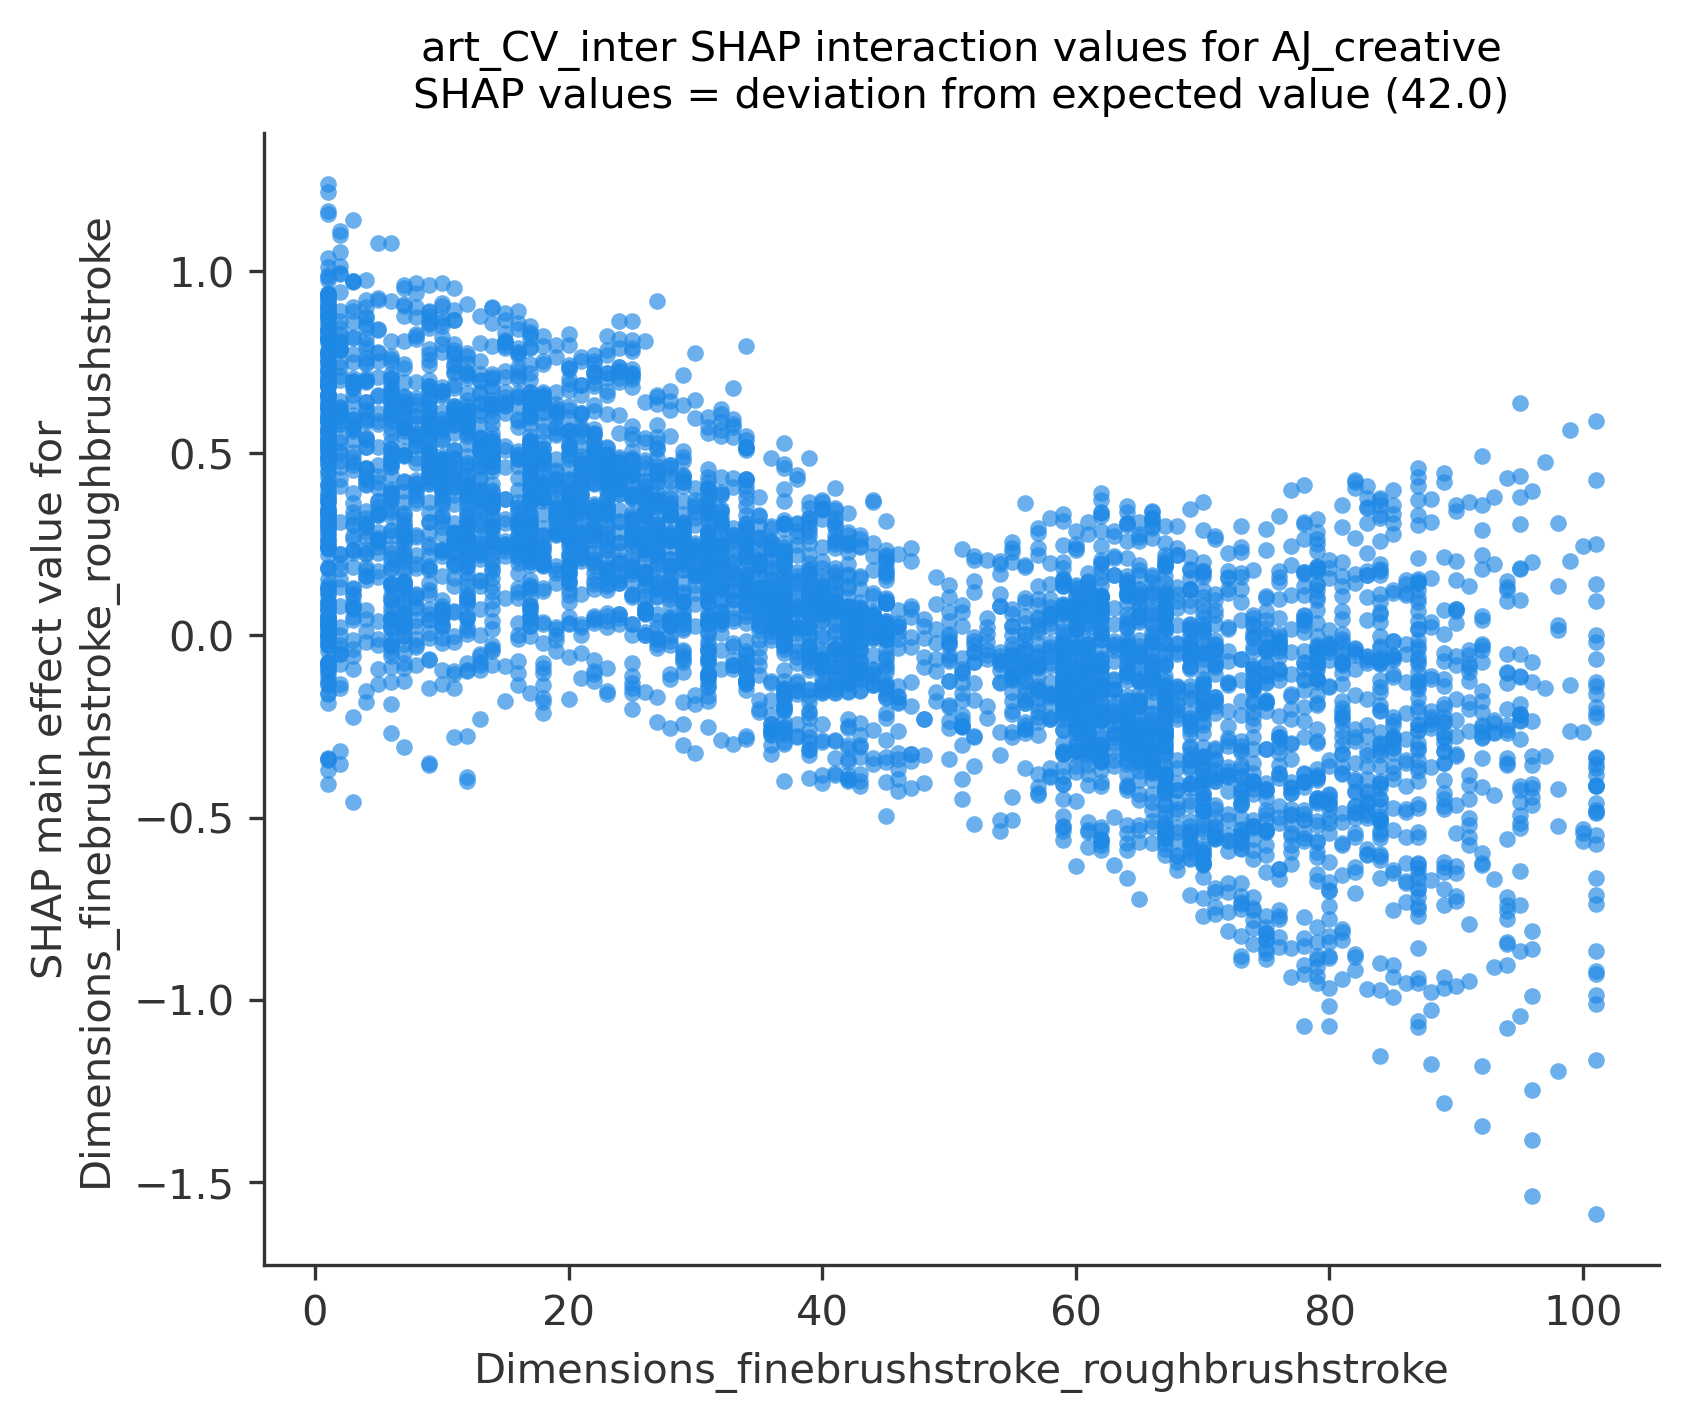 art_CV_inter SHAP interaction values for AJ_creative
SHAP values = deviation from expected value (42.0)
SHAP main effect value for
Dimensions_finebrushstroke_roughbrushstroke
1.0
0.5
0.0
−0.5
−1.0
−1.5
0 20 40 60 80 100
Dimensions_finebrushstroke_roughbrushstroke